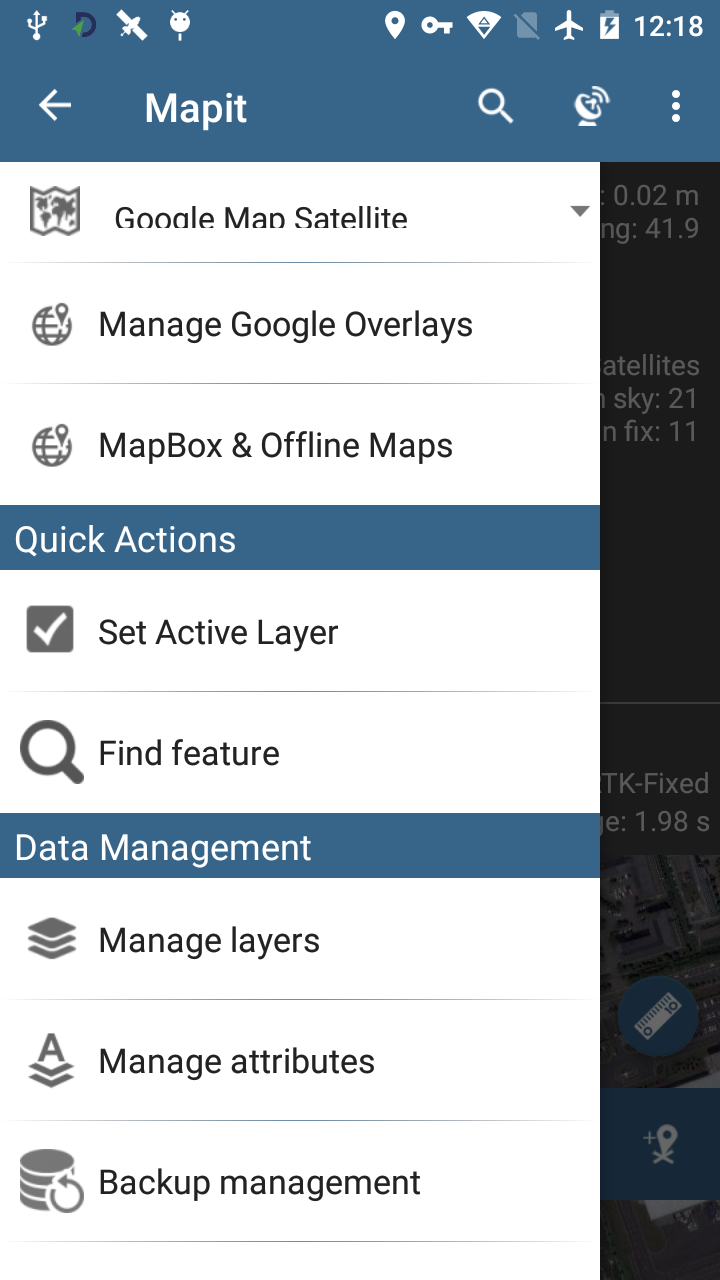 12:18
Mapit
Google Map Satellite
: 0.02 m
ng: 41.9
Manage Google Overlays
atellites
sky: 21
MapBox & Offline Maps
n fix: 11
Quick Actions
Set Active Layer
Find feature
TK-Fixed
e: 1.98 s
Data Management
Manage layers
Manage attributes
Backup management